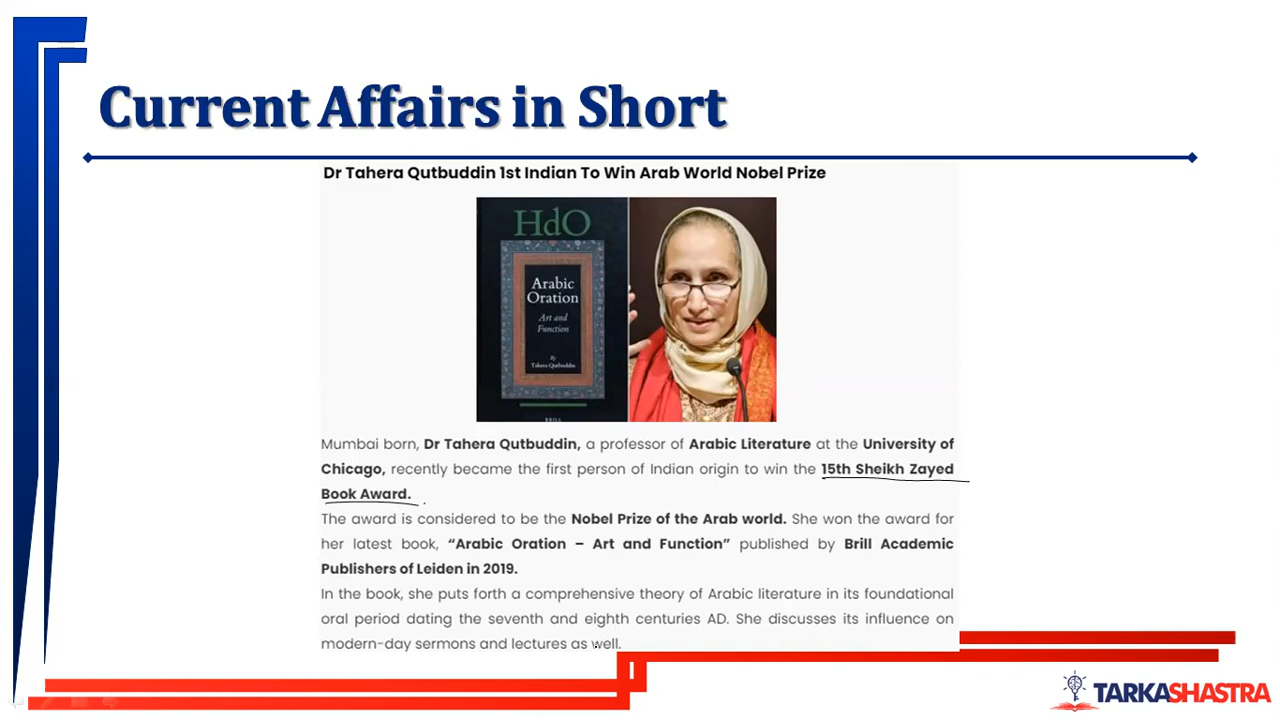 Current Affairs in Short
Dr Tahera Qutbuddin 1st Indian To Win Arab World Nobel Prize
HdO
Arabic
Oration
Art and
Function
By
Tahera Qutbuddin
BRILL
Mumbai born, Dr Tahera Qutbuddin, a professor of Arabic Literature at the University of
Chicago, recently became the first person of Indian origin to win the 15th Sheikh Zayed
Book Award.
The award is considered to be the Nobel Prize of the Arab world. She won the award for
her latest book, “Arabic Oration – Art and Function” published by Brill Academic
Publishers of Leiden in 2019.
In the book, she puts forth a comprehensive theory of Arabic literature in its foundational
oral period dating the seventh and eighth centuries AD. She discusses its influence on
modern-day sermons and lectures as well.
TARKASHASTRA